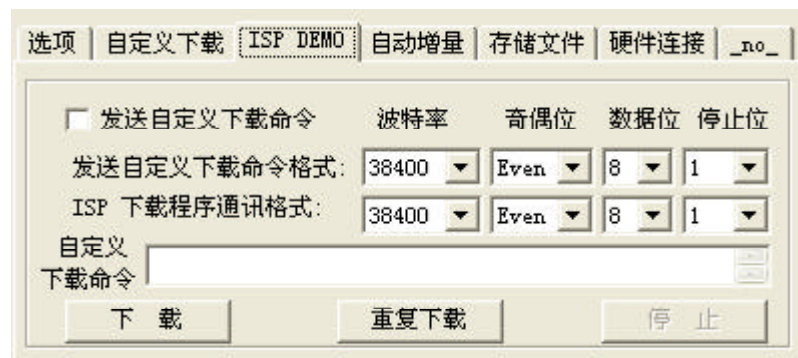 选项 自定义下载 ISP DEMO 自动增量 存储文件 硬件连接 _no_
发送自定义下载命令 波特率 奇偶位 数据位 停止位
发送自定义下载命令格式: 38400 Even 8 1
ISP 下载程序通讯格式: 38400 Even 8 1
自定义
下载命令
下 载 重复下载 停 止